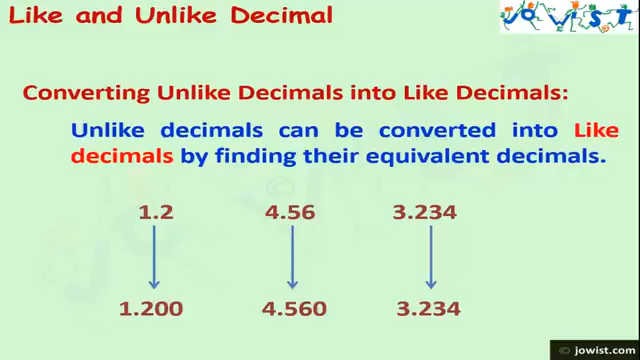 Like and Unlike Decimal
JOWIST
Converting Unlike Decimals into Like Decimals:
Unlike decimals can be converted into Like
decimals by finding their equivalent decimals.
1.2 4.56 3.234
1.200 4.560 3.234
© jowist.com